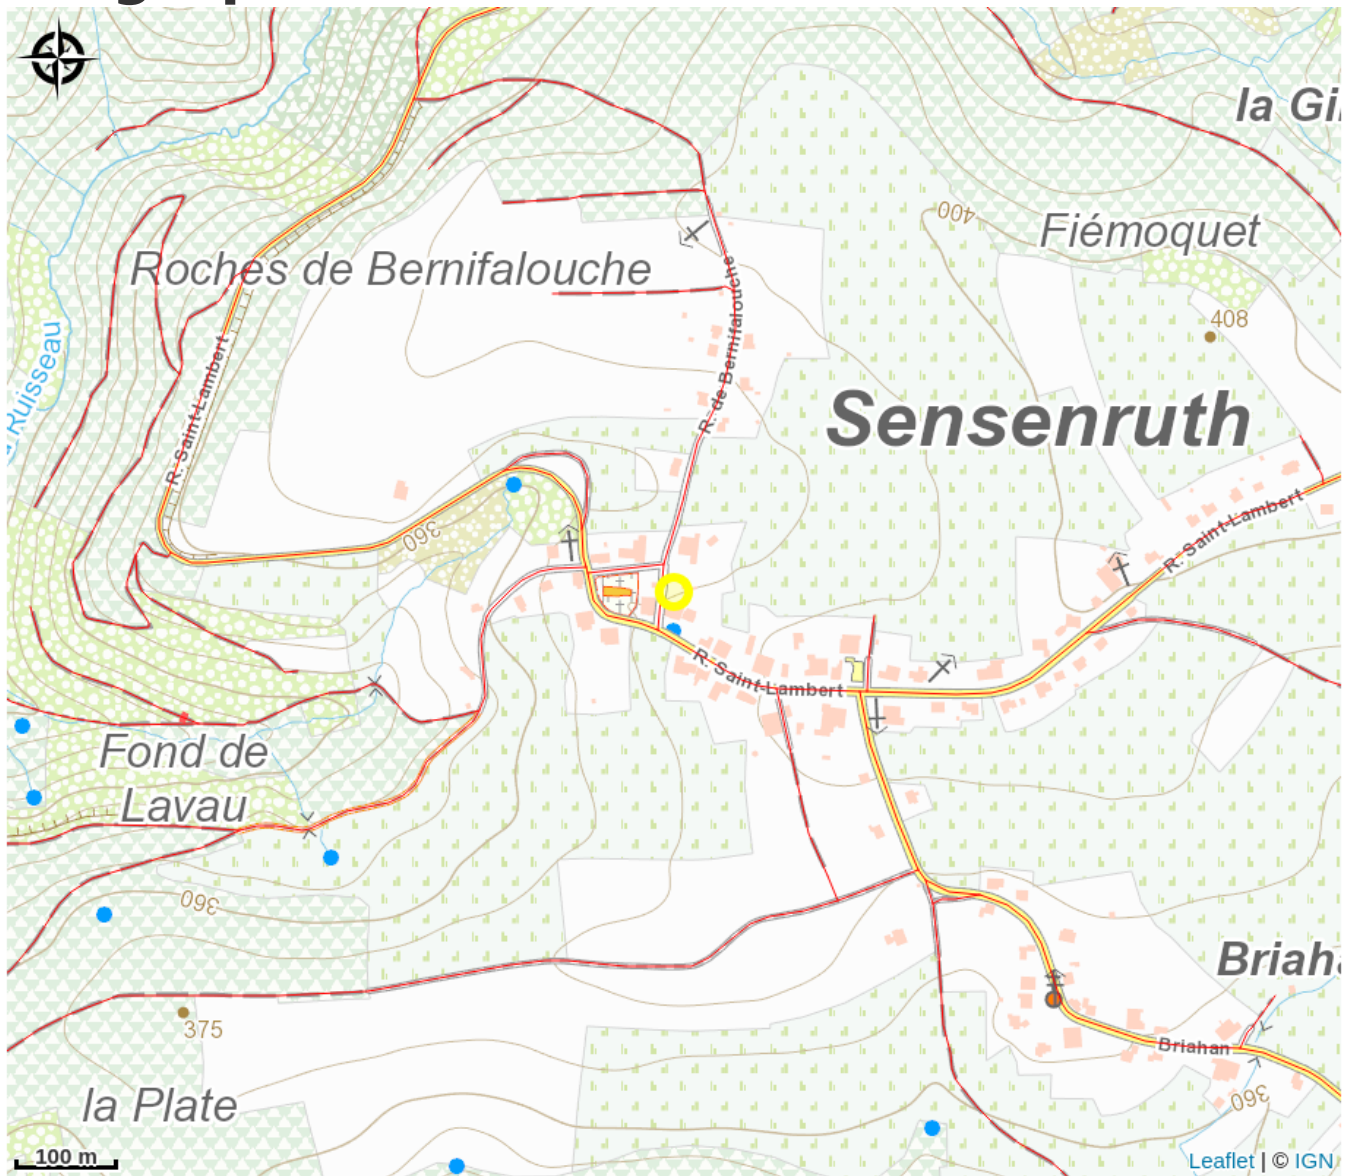 la Gi
400
Fiémoquet
Roches de Bernifalouche
R. de Bernifalouche
408
Ruisseau
R. Saint-Lambert
Sensenruth
360
R. Saint-Lambert
R. Saint-Lambert
Fond de
Lavau
360
Briaha
375
Briahan
360
la Plate
100 m
Leaflet | © IGN